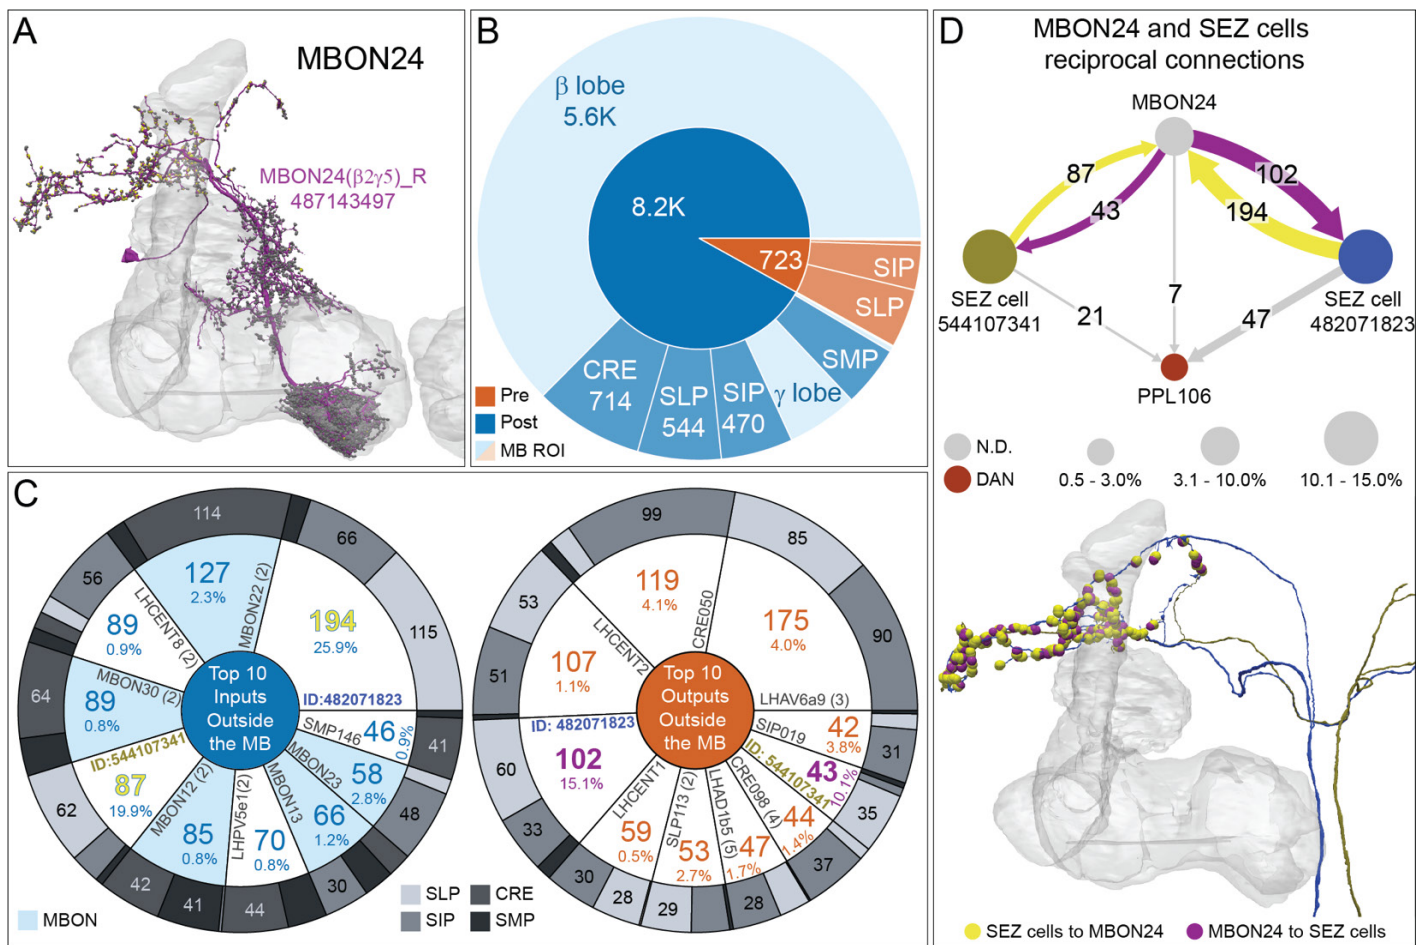 A
MBON24
MBON24(β2γ5)_R
487143497
B
β lobe
5.6K
8.2K
723
SIP
SLP
SMP
γ lobe
SIP
470
SLP
544
CRE
714
Pre
Post
MB ROI
C
114
66
115
41
48
30
44
41
42
62
64
56
127
2.3%
MBON22 (2)
194
25.9%
ID:482071823
SMP146
46
0.9%
MBON23
58
2.8%
MBON13
66
1.2%
LHPV5e1(2)
70
0.8%
MBON12 (2)
85
0.8%
ID:544107341
87
19.9%
MBON30 (2)
89
0.8%
LHCENT8 (2)
89
0.9%
Top 10
Inputs
Outside
the MB
MBON
SLP
SIP
CRE
SMP
99
85
90
31
35
37
28
29
28
30
33
60
51
53
119
4.1%
CRE050
175
4.0%
LHAV6a9 (3)
SIP019
42
3.8%
ID: 544107341
43
10.1%
CRE098 (4)
44
1.4%
LHAD1b5 (5)
47
1.7%
SLP113 (2)
53
2.7%
LHCENT1
59
0.5%
ID: 482071823
102
15.1%
LHCENT2
107
1.1%
Top 10
Outputs
Outside
the MB
D
MBON24 and SEZ cells
reciprocal connections
MBON24
87
43
102
194
SEZ cell
544107341
SEZ cell
482071823
21
7
47
PPL106
N.D.
DAN
0.5 - 3.0%
3.1 - 10.0%
10.1 - 15.0%
SEZ cells to MBON24
MBON24 to SEZ cells